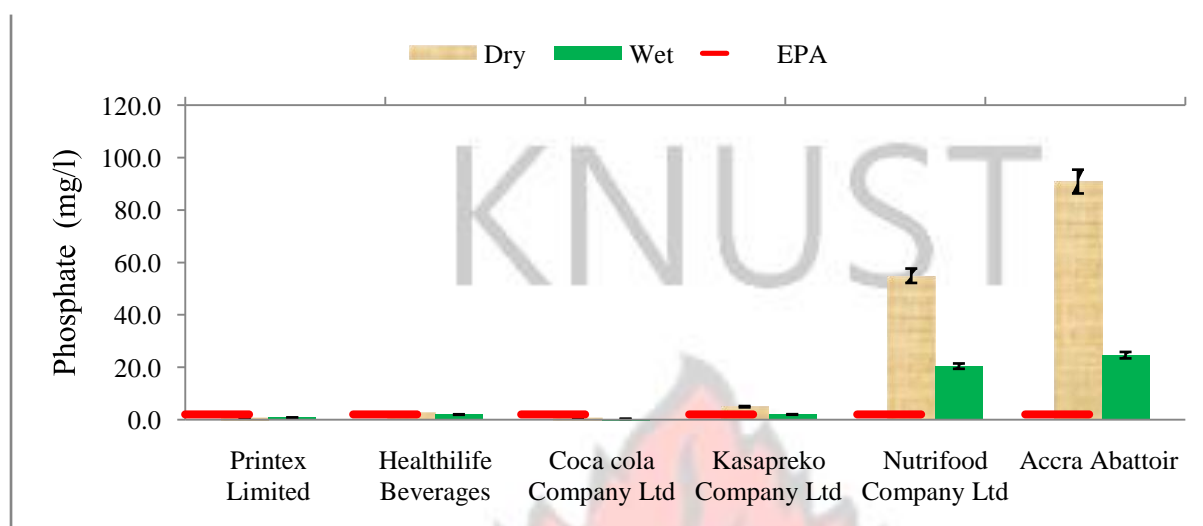 Dry Wet EPA
Phosphate (mg/l)
120.0
100.0
80.0
60.0
40.0
20.0
0.0
KNUST
Printex Limited
Healthilife Beverages
Coca cola Company Ltd
Kasapreko Company Ltd
Nutrifood Company Ltd
Accra Abattoir